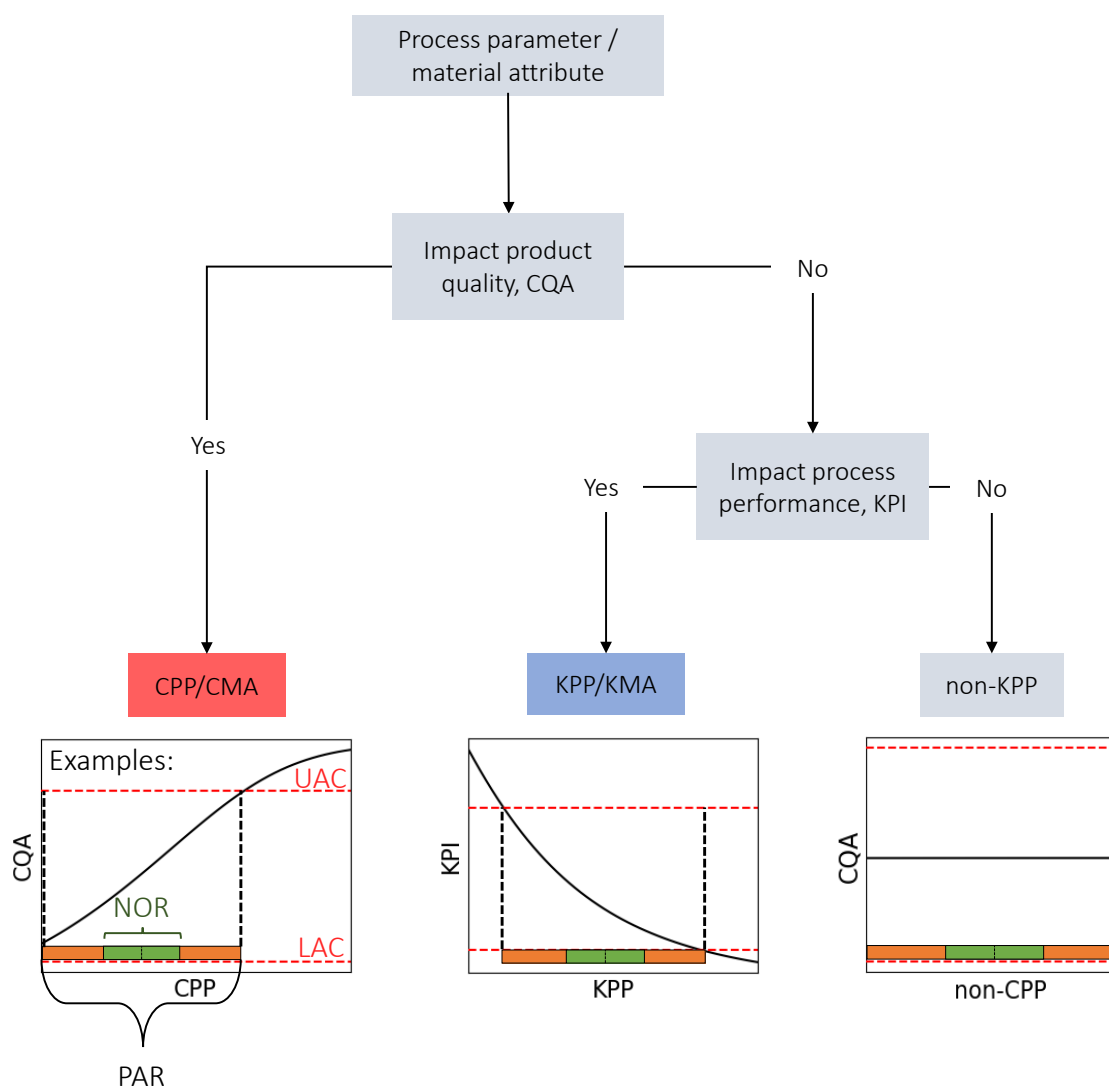 Process parameter /
material attribute
Impact product
quality, CQA
No
Yes
Impact process
performance, KPI
Yes
No
CPP/CMA
KPP/KMA
non-KPP
Examples:
UAC
CQA
NOR
LAC
CPP
PAR
KPI
KPP
CQA
non-CPP